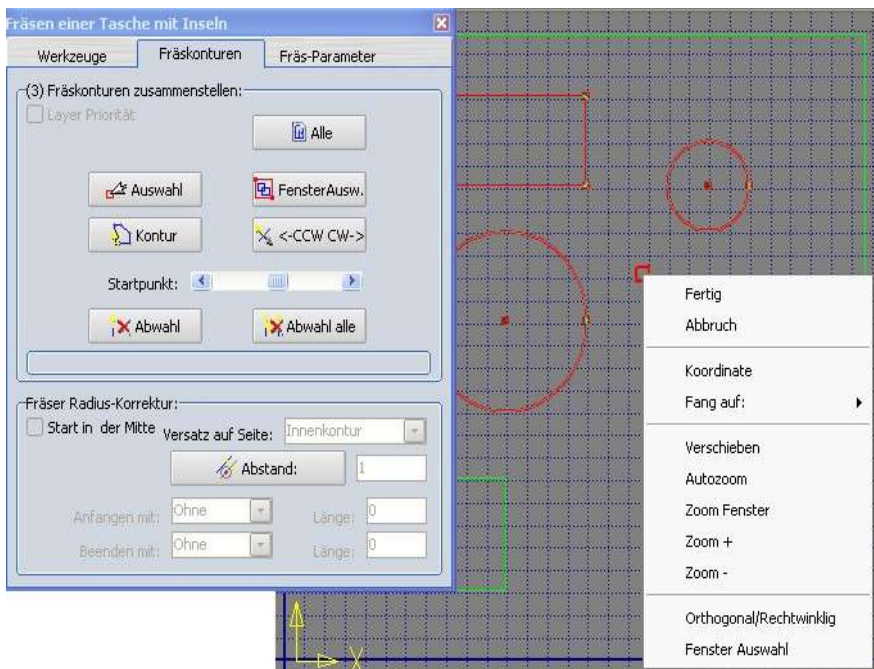 Fräsen einer Tasche mit Inseln
Werkzeuge
Fräskonturen
Fräs-Parameter
(3) Fräskonturen zusammenstellen:
Layer Priorität
Alle
Auswahl
FensterAusw.
Kontur
<-CCW CW->
Startpunkt:
Abwahl
Abwahl alle
Fräser Radius-Korrektur:
Start in der Mitte
Versatz auf Seite:
Innenkontur
Abstand:
1
Anfangen mit:
Ohne
Länge:
0
Beenden mit:
Ohne
Länge:
0
Fertig
Abbruch
Koordinate
Fang auf:
Verschieben
Autozoom
Zoom Fenster
Zoom +
Zoom -
Orthogonal/Rechtwinklig
Fenster Auswahl
X